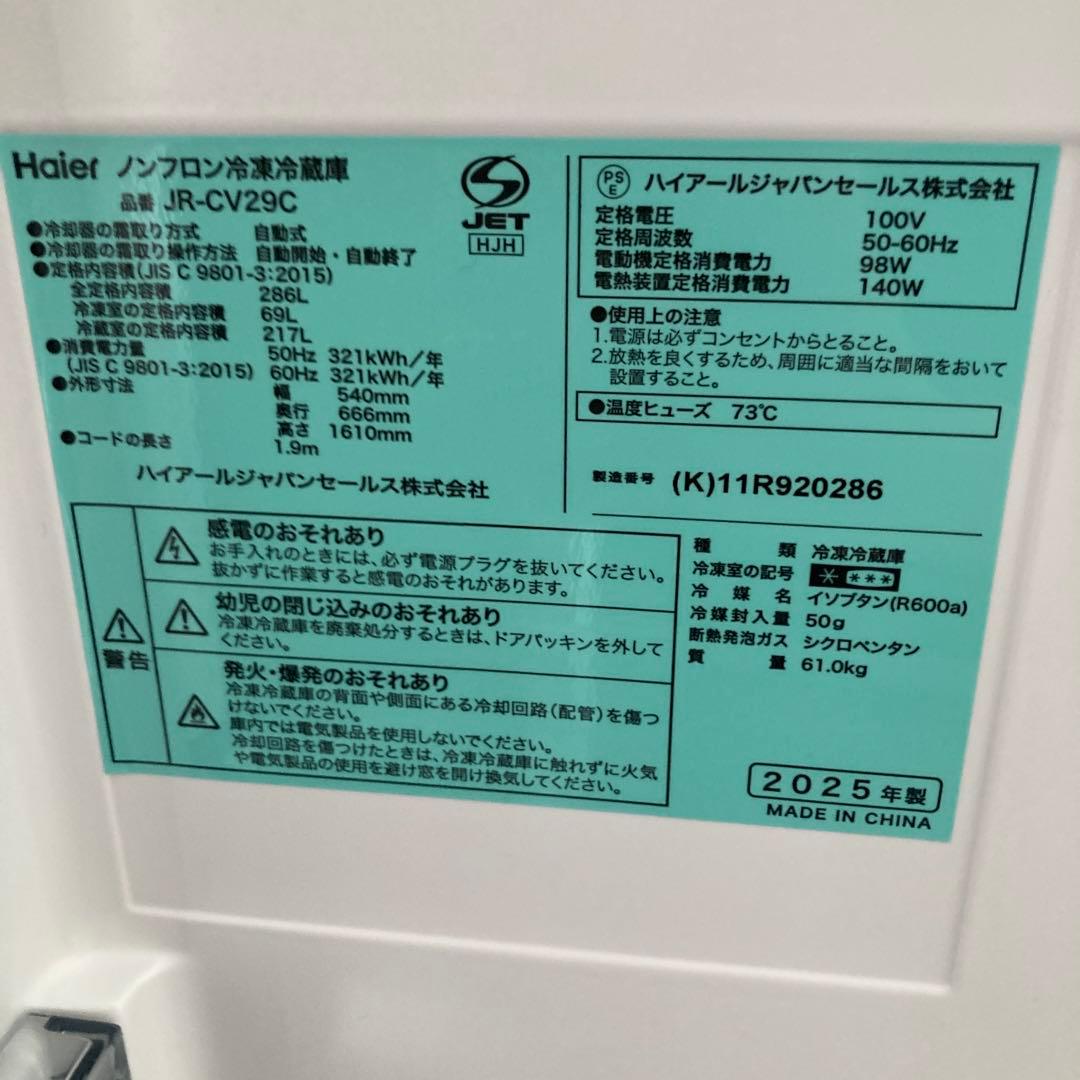 Haier ノンフロン冷凍冷蔵庫
品番 JR-CV29C
●冷却器の霜取り方式 自動式
●冷却器の霜取り操作方法 自動開始・自動終了
●定格内容積(JIS C 9801-3:2015)
全定格内容積 286L
冷凍室の定格内容積 69L
冷蔵室の定格内容積 217L
●消費電力量 50Hz 321kWh/年
(JIS C 9801-3:2015) 60Hz 321kWh/年
●外形寸法 幅 540mm
奥行 666mm
高さ 1610mm
●コードの長さ 1.9m
ハイアールジャパンセールス株式会社
S
JET
HJH
PS
E
ハイアールジャパンセールス株式会社
定格電圧 100V
定格周波数 50-60Hz
電動機定格消費電力 98W
電熱装置定格消費電力 140W
●使用上の注意
1.電源は必ずコンセントからとること。
2.放熱を良くするため、周囲に適当な間隔をおいて
設置すること。
●温度ヒューズ 73℃
製造番号 (K)11R920286
警告
感電のおそれあり
お手入れのときには、必ず電源プラグを抜いてください。
抜かずに作業すると感電のおそれがあります。
幼児の閉じ込みのおそれあり
冷凍冷蔵庫を廃棄処分するときは、ドアパッキンを外して
ください。
発火・爆発のおそれあり
冷凍冷蔵庫の背面や側面にある冷却回路(配管)を傷つ
けないでください。
庫内では電気製品を使用しないでください。
冷却回路を傷つけたときは、冷凍冷蔵庫に触れずに火気
や電気製品の使用を避け窓を開け換気してください。
種類 冷凍冷蔵庫
冷凍室の記号 * ***
冷媒名 イソブタン(R600a)
冷媒封入量 50g
断熱発泡ガス シクロペンタン
質量 61.0kg
2025年製
MADE IN CHINA